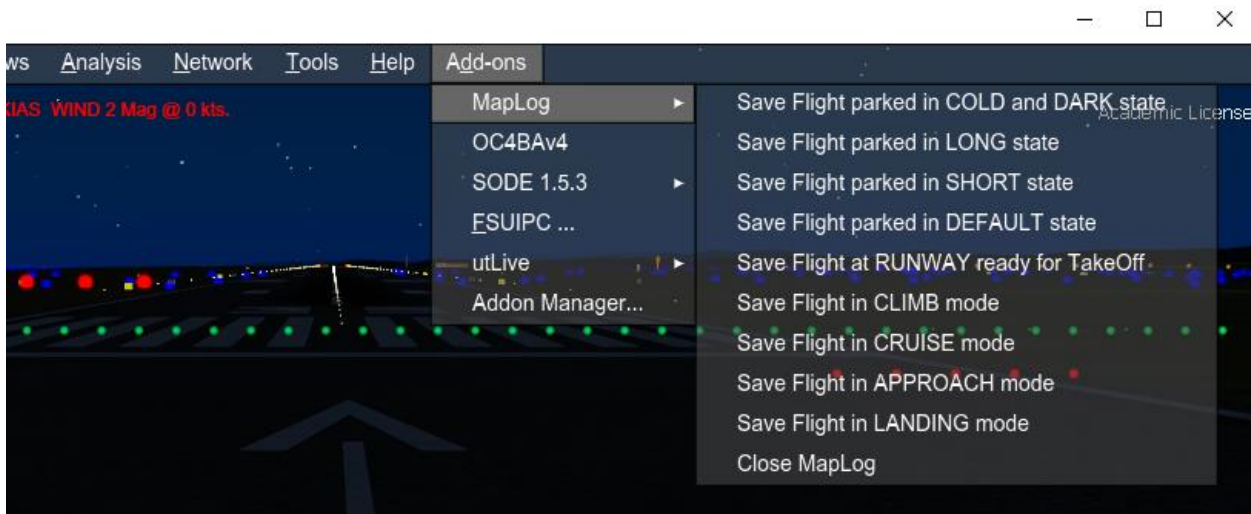 ws Analysis Network Tools Help Add-ons
KIAS WIND 2 Mag @ 0 kts.
Academic License
MapLog
OC4BAv4
SODE 1.5.3
FSUIPC ...
utLive
Addon Manager...
Save Flight parked in COLD and DARK state
Save Flight parked in LONG state
Save Flight parked in SHORT state
Save Flight parked in DEFAULT state
Save Flight at RUNWAY ready for TakeOff
Save Flight in CLIMB mode
Save Flight in CRUISE mode
Save Flight in APPROACH mode
Save Flight in LANDING mode
Close MapLog